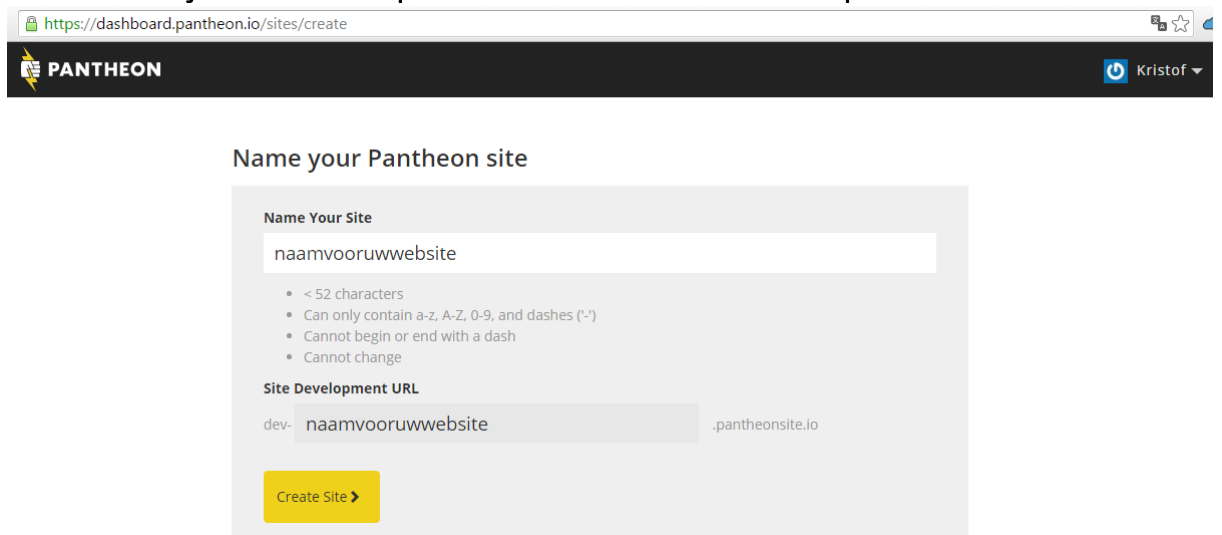 https://dashboard.pantheon.io/sites/create
PANTHEON
Kristof
Name your Pantheon site
Name Your Site
naamvooruwwebsite
< 52 characters
Can only contain a-z, A-Z, 0-9, and dashes ('-')
Cannot begin or end with a dash
Cannot change
Site Development URL
dev- naamvooruwwebsite .pantheonsite.io
Create Site